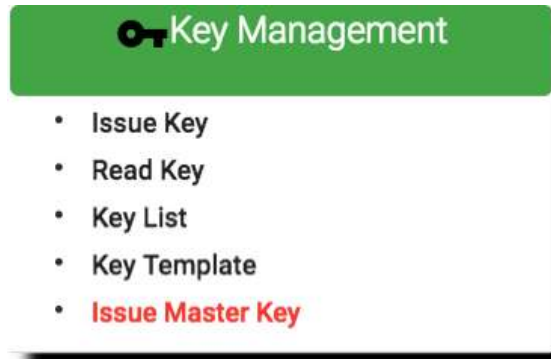 Key Management
Issue Key
Read Key
Key List
Key Template
Issue Master Key